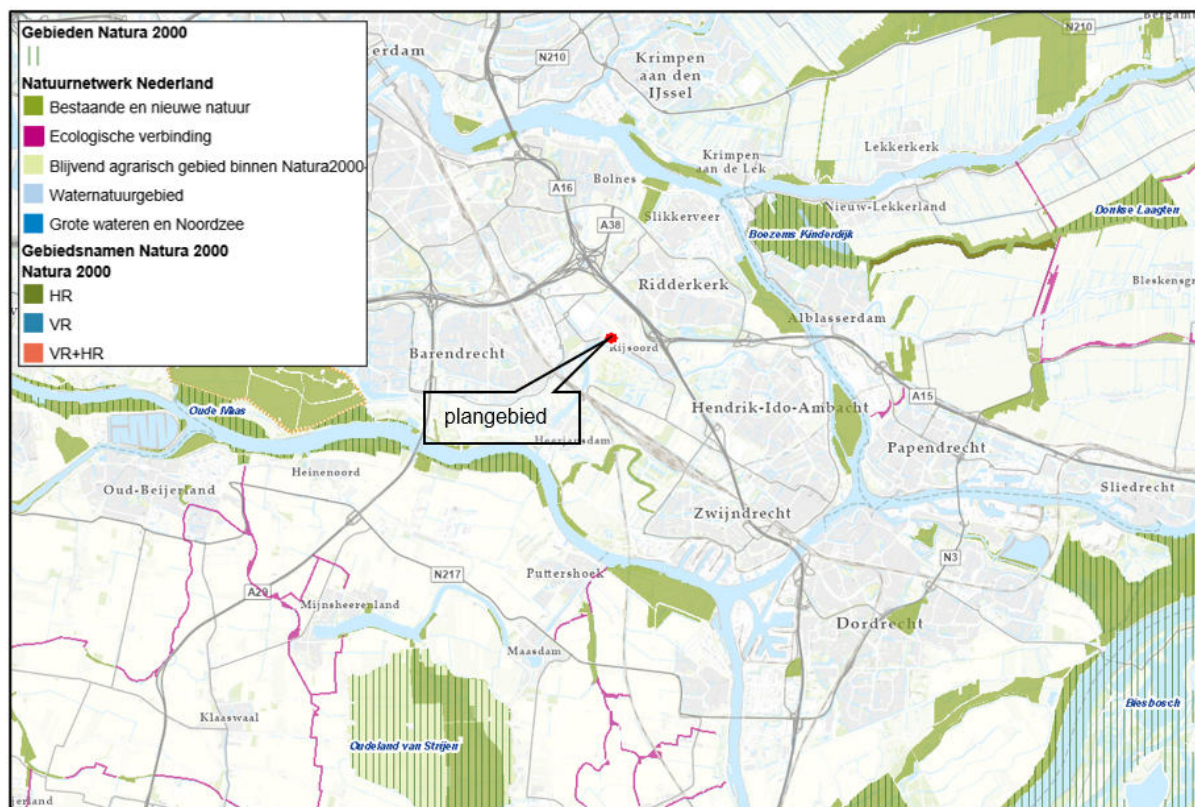 Gebieden Natura 2000
Natuurnetwerk Nederland
Bestaande en nieuwe natuur
Ecologische verbinding
Blijvend agrarisch gebied binnen Natura2000-
Waternatuurgebied
Grote wateren en Noordzee
Gebiedsnamen Natura 2000
Natura 2000
HR
VR
VR+HR
erdam
N210
Krimpen
aan den
IJssel
N210
Lekkerkerk
Krimpen
aan de Lek
Bolnes
A16
Slikkerveer
Nieuw-Lekkerland
Donkse Laagten
A38
Boezems Kinderdijk
Ridderkerk
Bleskensgr
Alblasserdam
Rijsoord
Barendrecht
plangebied
Hendrik-Ido-Ambacht
A15
Oude Maas
Heerjansdam
Papendrecht
Heinenoord
Oud-Beijerland
Sliedrecht
Zwijndrecht
N3
N217
Puttershoek
A29
Mijnsheerenland
Dordrecht
Maasdam
Biesbosch
Klaaswaal
Oudeland van Strijen
jerland